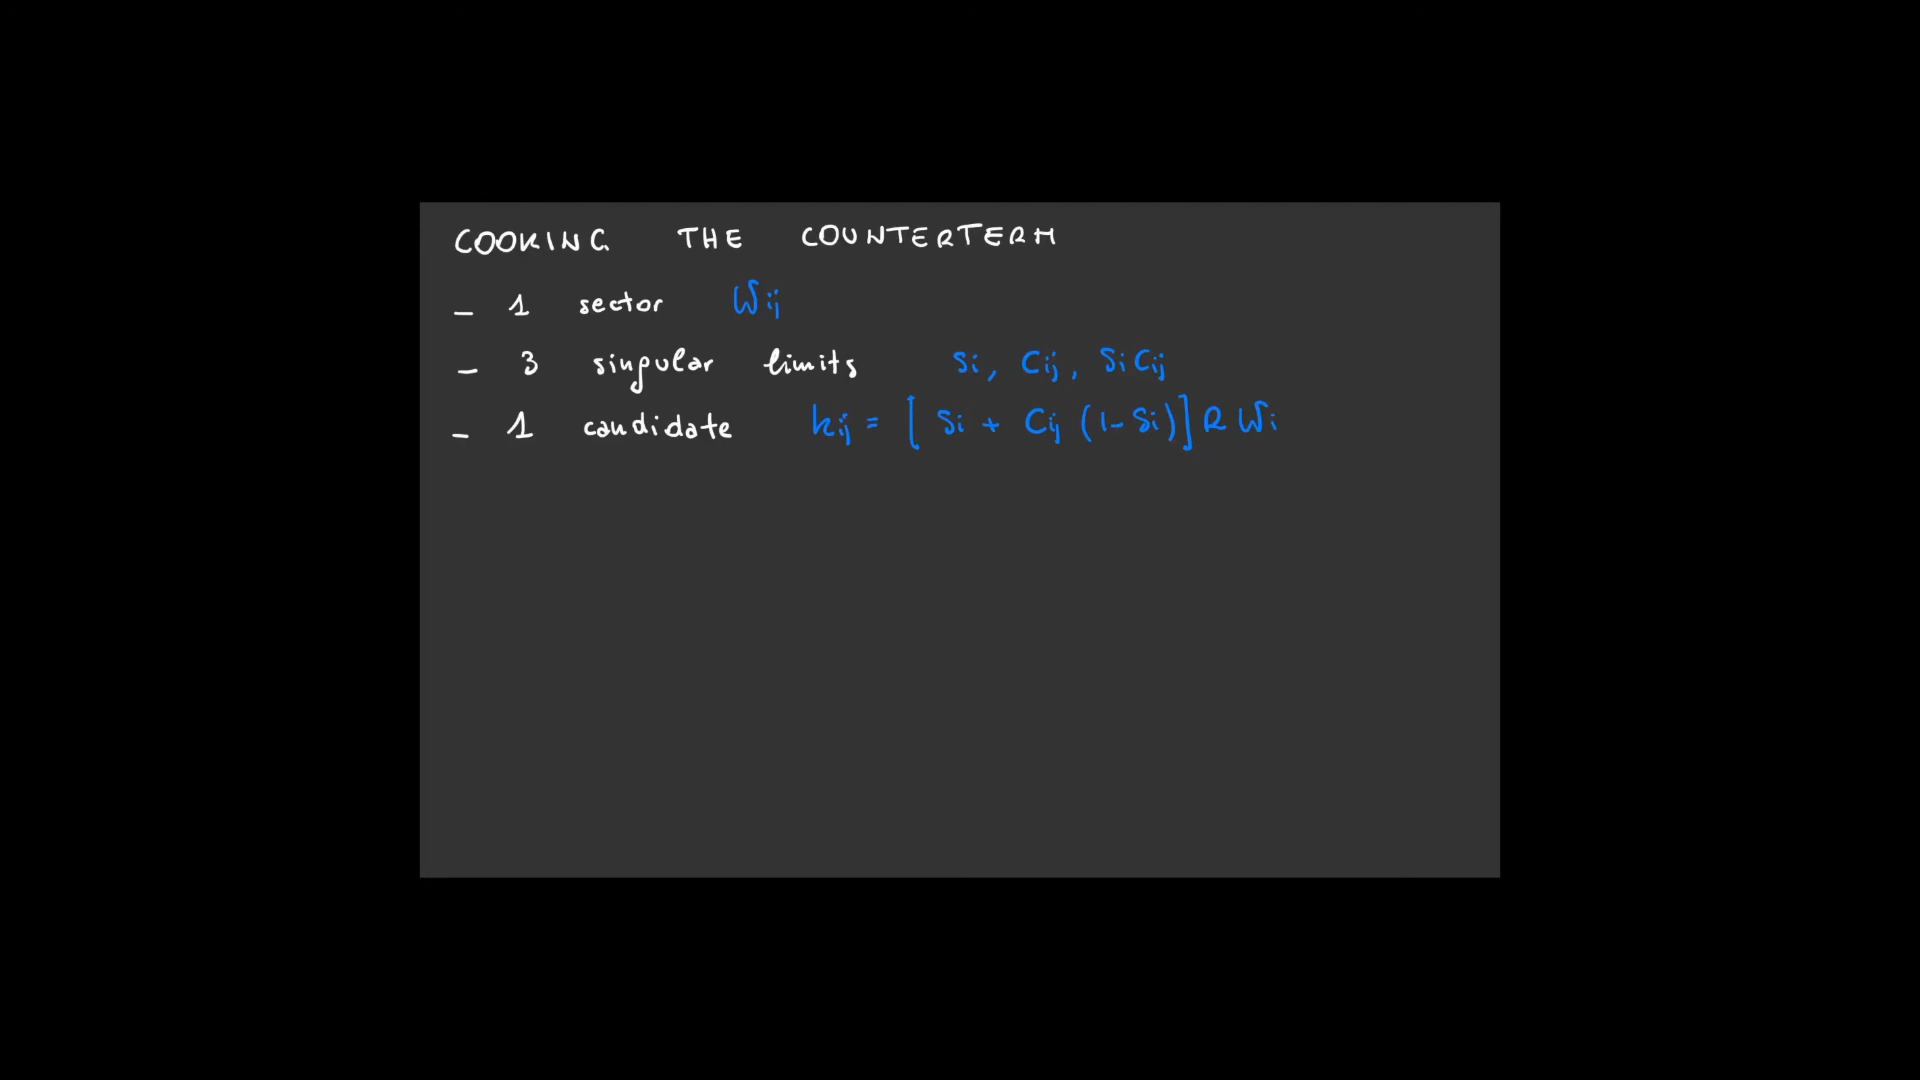 COOKING THE COUNTERTERM
- 1 sector Wij
- 3 singular limits Si, Cij, SiCij
- 1 candidate kij = [ Si + Cij (1-Si)] R Wi